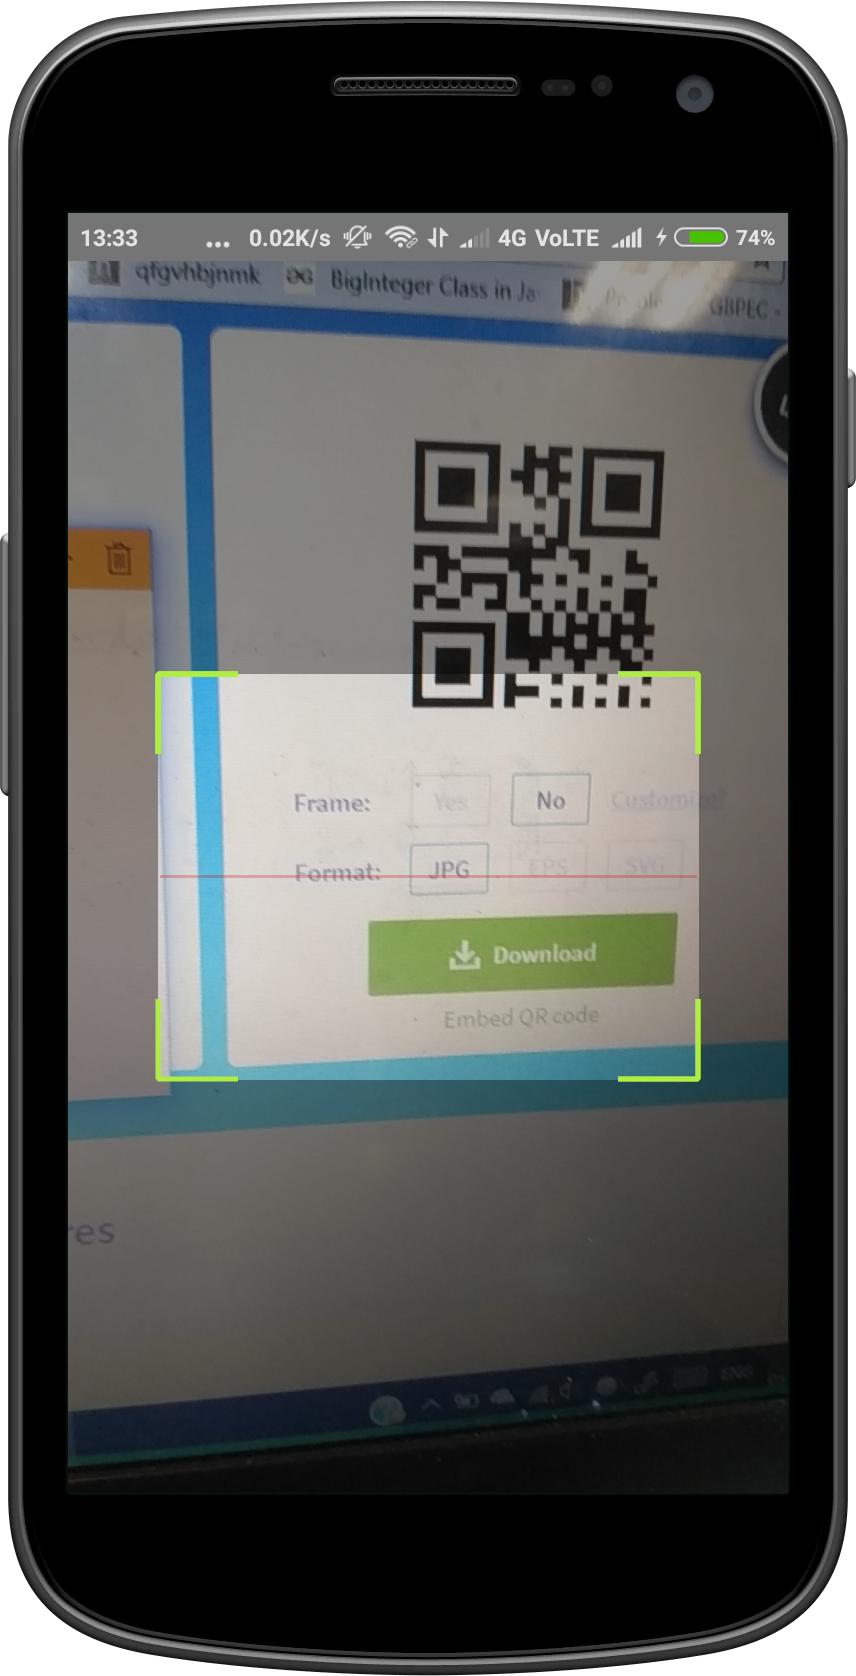 13:33 ... 0.02K/s 4G VoLTE 74%
qfgvhbjnmk BigInteger Class in Ja GBPEC -
Frame: Yes No Customize?
Format: JPG EPS SVG
Download
Embed QR code
res
ENG